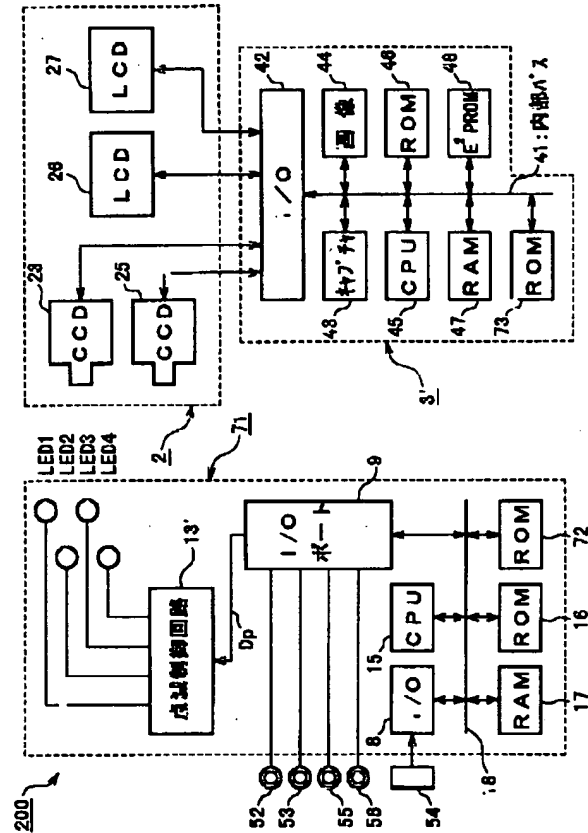 200
LED1
LED2
LED3
LED4
71
点滅制御回路
13'
Dp
I/O
ポート
9
52
53
55
58
54
8
I/O
15
CPU
18
17
RAM
16
ROM
72
ROM
2
23
CCD
25
CCD
26
LCD
27
LCD
3'
I/O
42
48
キャプチャ
44
画像
45
CPU
46
ROM
47
RAM
48
E² PROM
73
ROM
41:内部バス